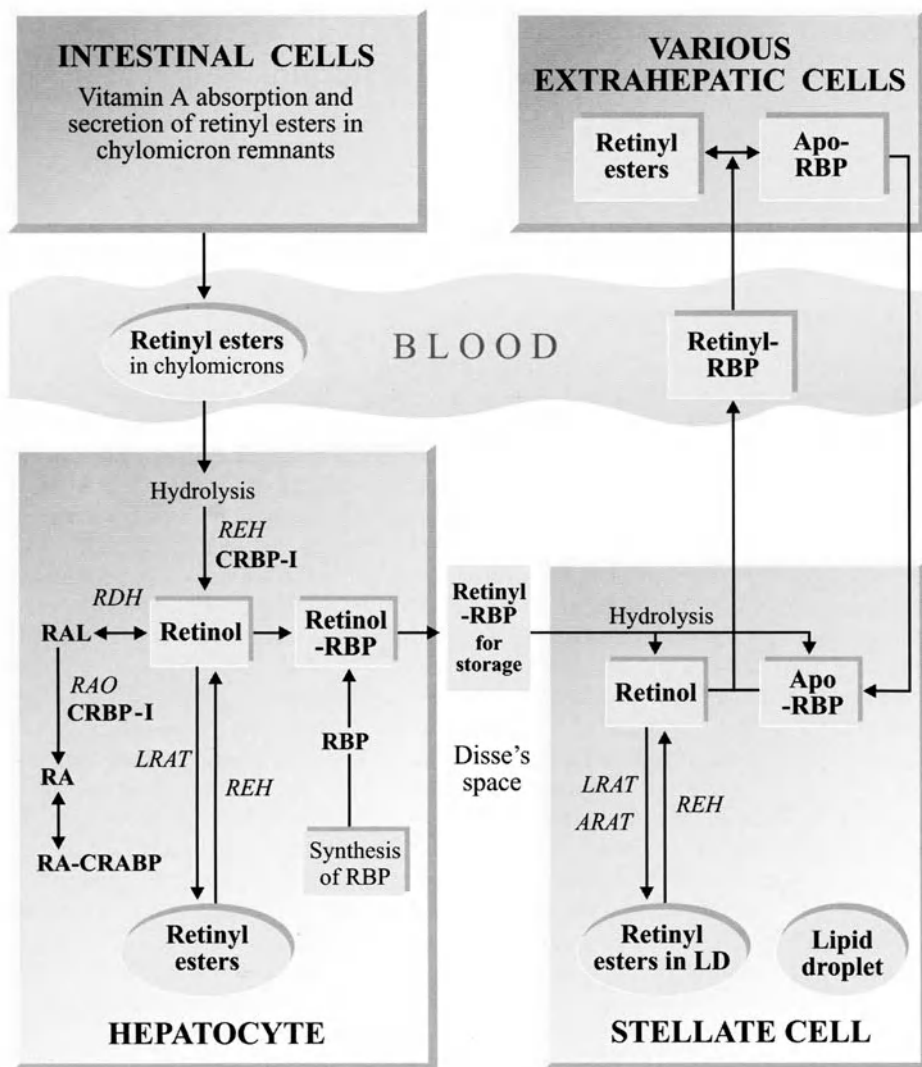 INTESTINAL CELLS
Vitamin A absorption and
secretion of retinyl esters in
chylomicron remnants
VARIOUS
EXTRAHEPATIC CELLS
Retinyl
esters
Apo-
RBP
Retinyl esters
in chylomicrons
BLOOD
Retinyl-
RBP
Hydrolysis
REH
CRBP-I
RDH
RAL
Retinol
Retinol
-RBP
RAO
CRBP-I
RA
RA-CRABP
LRAT
REH
RBP
Synthesis
of RBP
Retinyl
esters
HEPATOCYTE
Retinyl
-RBP
for
storage
Disse's
space
Hydrolysis
Retinol
Apo
-RBP
LRAT
ARAT
REH
Retinyl
esters in LD
Lipid
droplet
STELLATE CELL